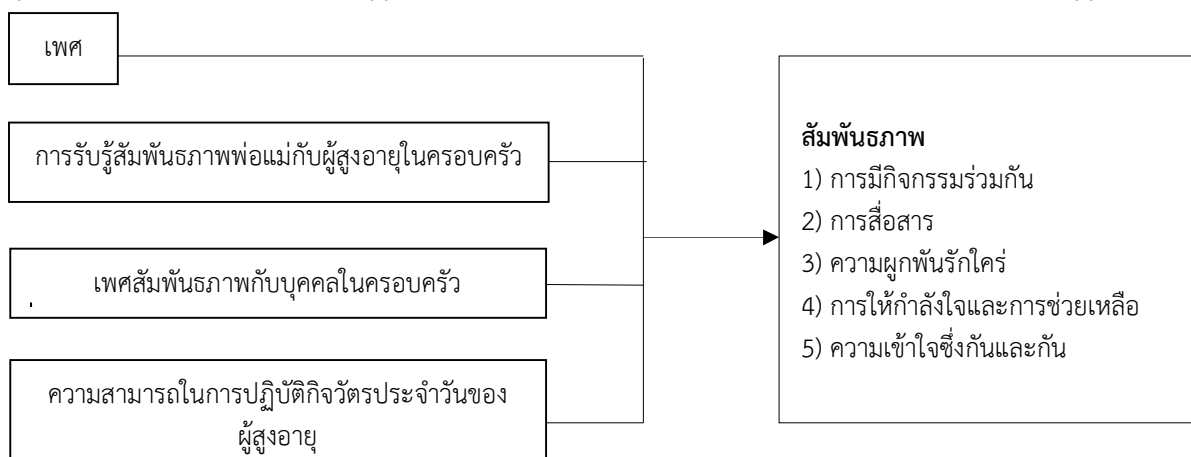 เพศ
การรับรู้สัมพันธภาพพ่อแม่กับผู้สูงอายุในครอบครัว
เพศสัมพันธภาพกับบุคคลในครอบครัว
ความสามารถในการปฏิบัติกิจวัตรประจำวันของ
ผู้สูงอายุ
สัมพันธภาพ
1) การมีกิจกรรมร่วมกัน
2) การสื่อสาร
3) ความผูกพันรักใคร่
4) การให้กำลังใจและการช่วยเหลือ
5) ความเข้าใจซึ่งกันและกัน